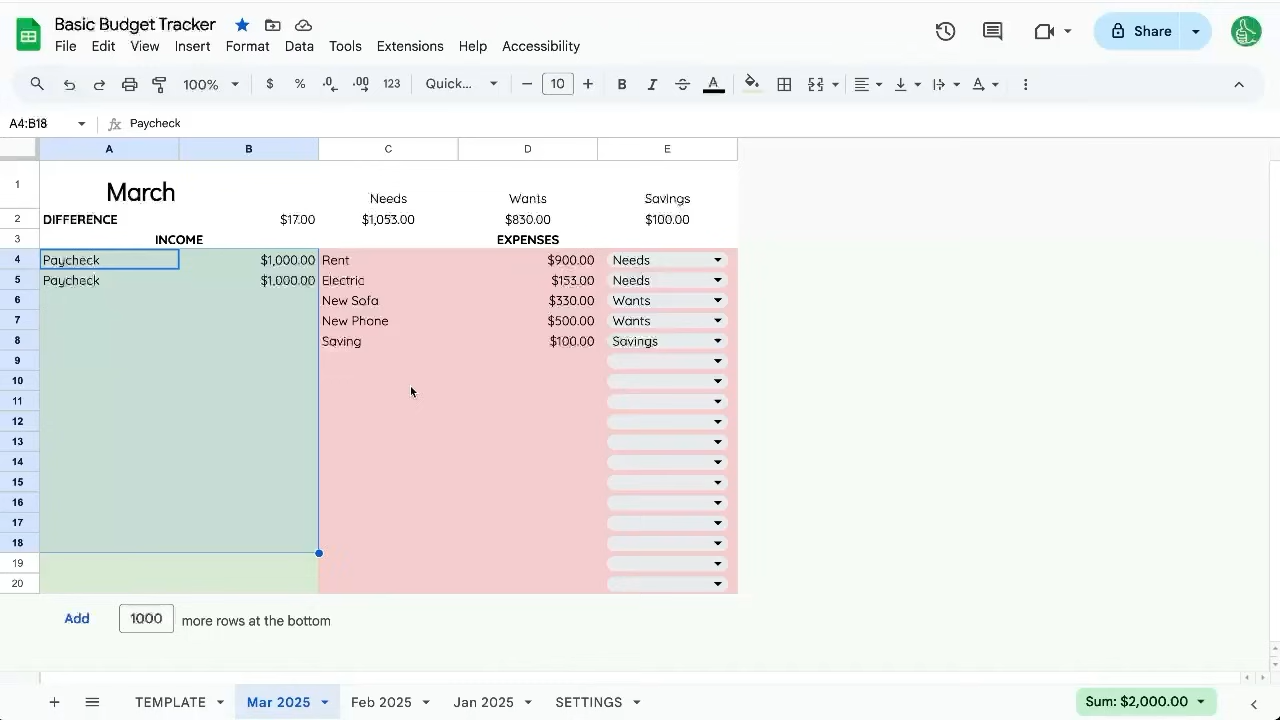 Basic Budget Tracker
File Edit View Insert Format Data Tools Extensions Help Accessibility
Share
100% $ % .0 .00 123 Quick... 10 B I S A
A4:B18 fx Paycheck
A B C D E
1 March Needs Wants Savings
2 DIFFERENCE $17.00 $1,053.00 $830.00 $100.00
3 INCOME EXPENSES
4 Paycheck $1,000.00 Rent $900.00 Needs
5 Paycheck $1,000.00 Electric $153.00 Needs
6 New Sofa $330.00 Wants
7 New Phone $500.00 Wants
8 Saving $100.00 Savings
9
10
11
12
13
14
15
16
17
18
19
20
Add 1000 more rows at the bottom
TEMPLATE Mar 2025 Feb 2025 Jan 2025 SETTINGS Sum: $2,000.00